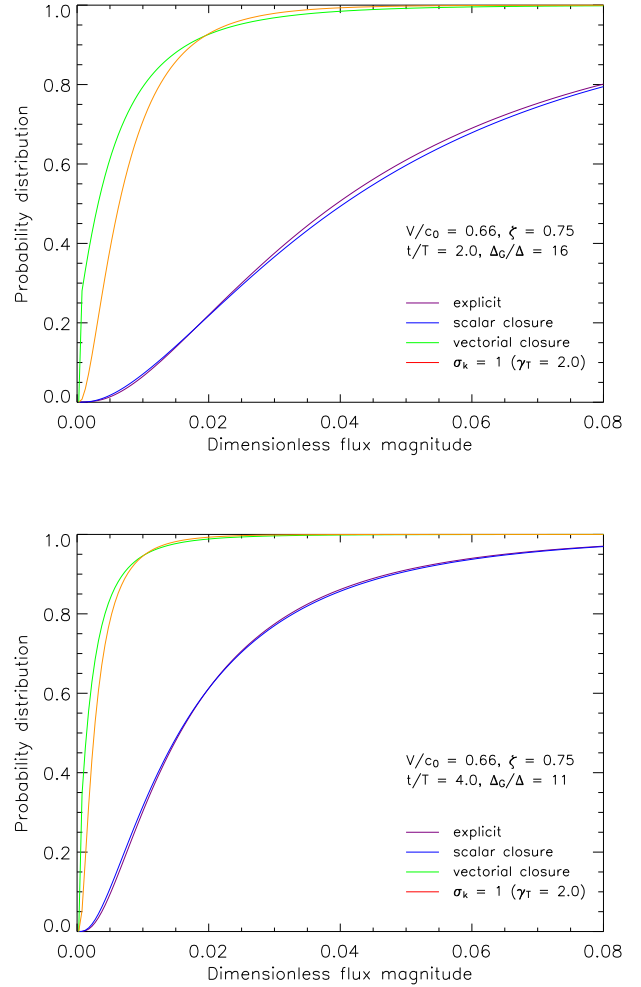 1.0
0.8
0.6
0.4
0.2
0.0
Probability distribution
V/c₀ = 0.66, ζ = 0.75
t/T = 2.0, Δ_G/Δ = 16
explicit
scalar closure
vectorial closure
σ_k = 1 (γ_T = 2.0)
0.00 0.02 0.04 0.06 0.08
Dimensionless flux magnitude
1.0
0.8
0.6
0.4
0.2
0.0
Probability distribution
V/c₀ = 0.66, ζ = 0.75
t/T = 4.0, Δ_G/Δ = 11
explicit
scalar closure
vectorial closure
σ_k = 1 (γ_T = 2.0)
0.00 0.02 0.04 0.06 0.08
Dimensionless flux magnitude